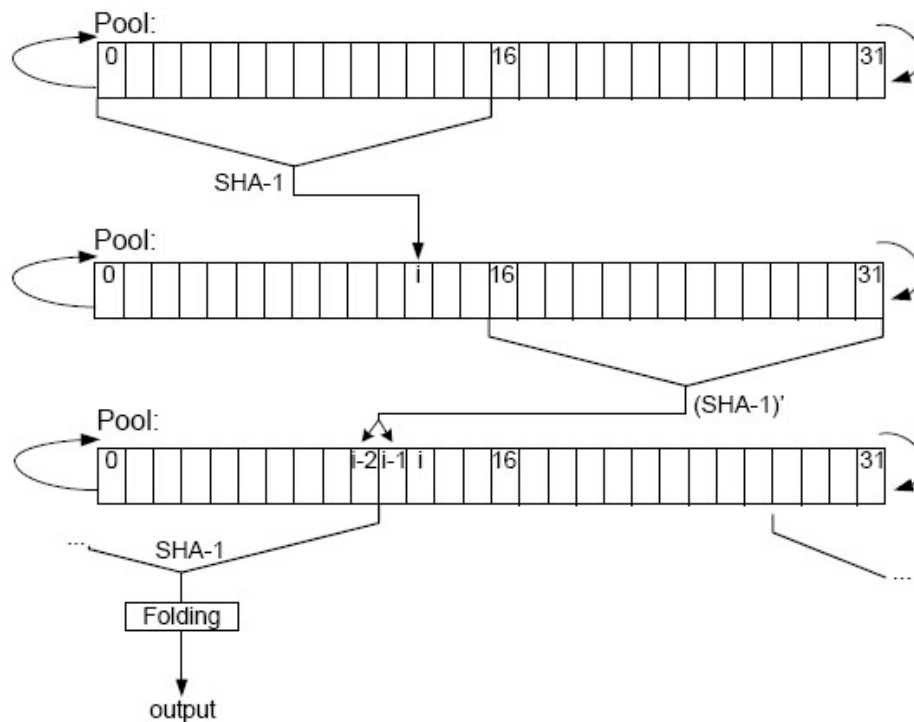 Pool:
0 16 31
SHA-1
Pool:
0 i 16 31
(SHA-1)'
Pool:
0 i-2 i-1 i 16 31
... SHA-1 ...
Folding
output